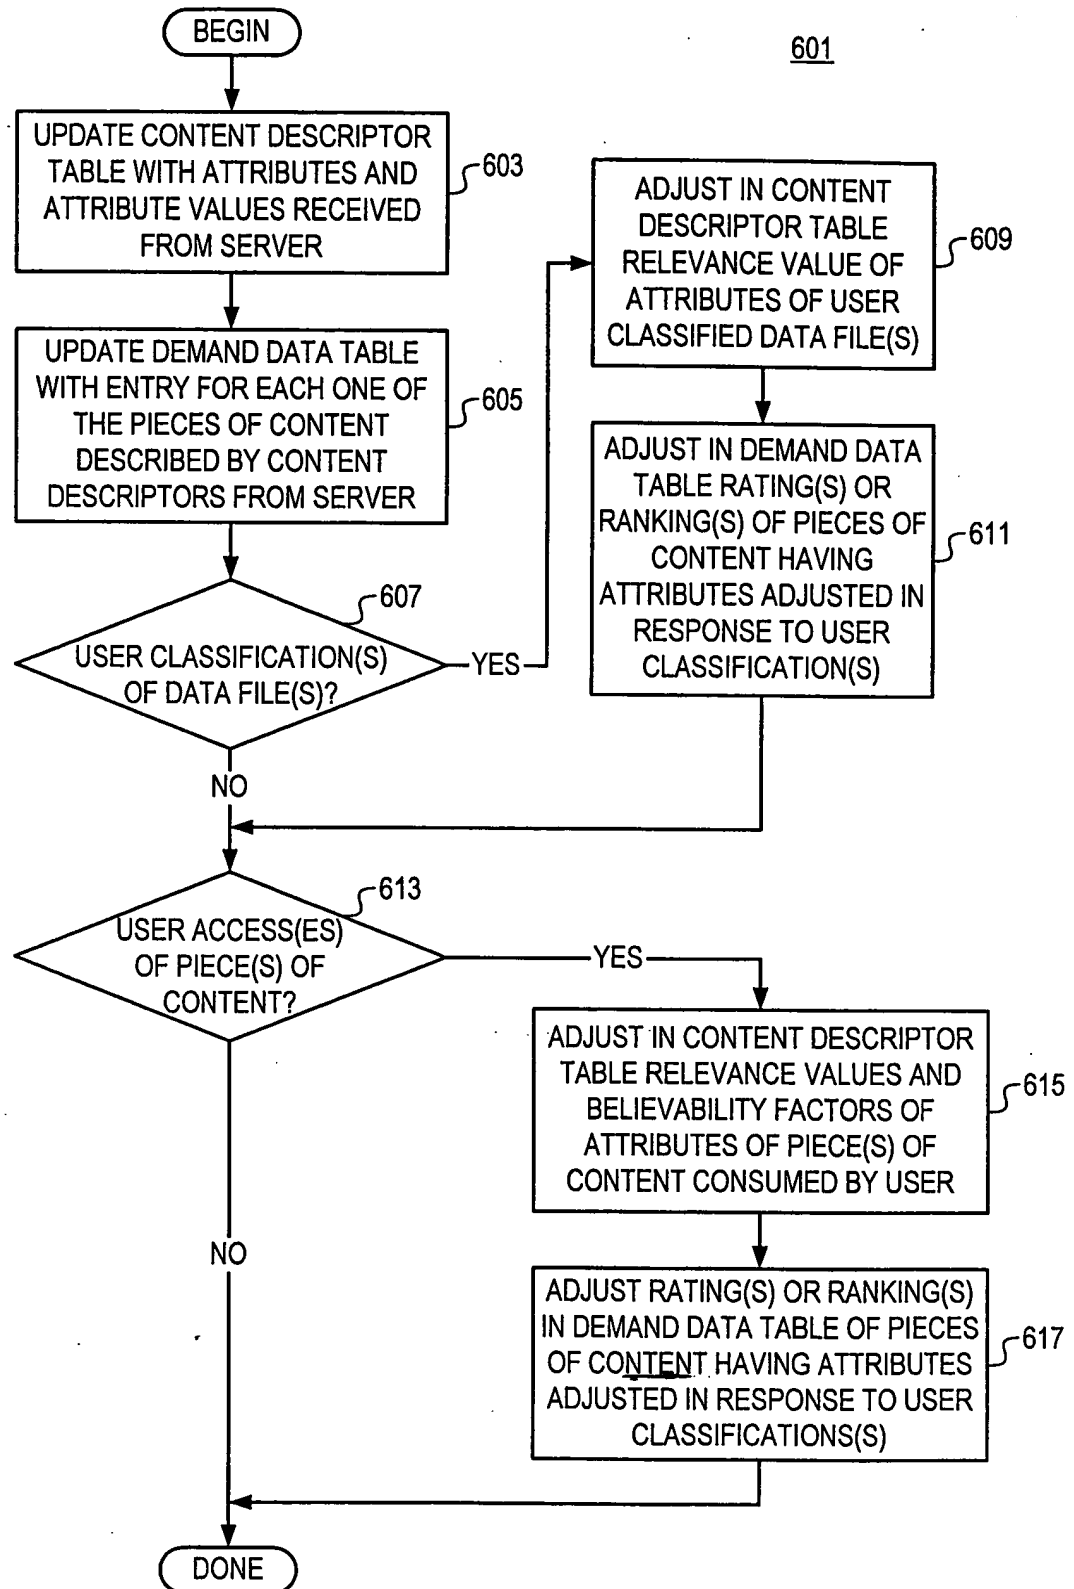 BEGIN
601
UPDATE CONTENT DESCRIPTOR
TABLE WITH ATTRIBUTES AND
ATTRIBUTE VALUES RECEIVED
FROM SERVER
603
UPDATE DEMAND DATA TABLE
WITH ENTRY FOR EACH ONE OF
THE PIECES OF CONTENT
DESCRIBED BY CONTENT
DESCRIPTORS FROM SERVER
605
607
USER CLASSIFICATION(S)
OF DATA FILE(S)?
YES
NO
ADJUST IN CONTENT
DESCRIPTOR TABLE
RELEVANCE VALUE OF
ATTRIBUTES OF USER
CLASSIFIED DATA FILE(S)
609
ADJUST IN DEMAND DATA
TABLE RATING(S) OR
RANKING(S) OF PIECES OF
CONTENT HAVING
ATTRIBUTES ADJUSTED IN
RESPONSE TO USER
CLASSIFICATION(S)
611
613
USER ACCESS(ES)
OF PIECE(S) OF
CONTENT?
YES
NO
ADJUST IN CONTENT DESCRIPTOR
TABLE RELEVANCE VALUES AND
BELIEVABILITY FACTORS OF
ATTRIBUTES OF PIECE(S) OF
CONTENT CONSUMED BY USER
615
ADJUST RATING(S) OR RANKING(S)
IN DEMAND DATA TABLE OF PIECES
OF CONTENT HAVING ATTRIBUTES
ADJUSTED IN RESPONSE TO USER
CLASSIFICATIONS(S)
617
DONE